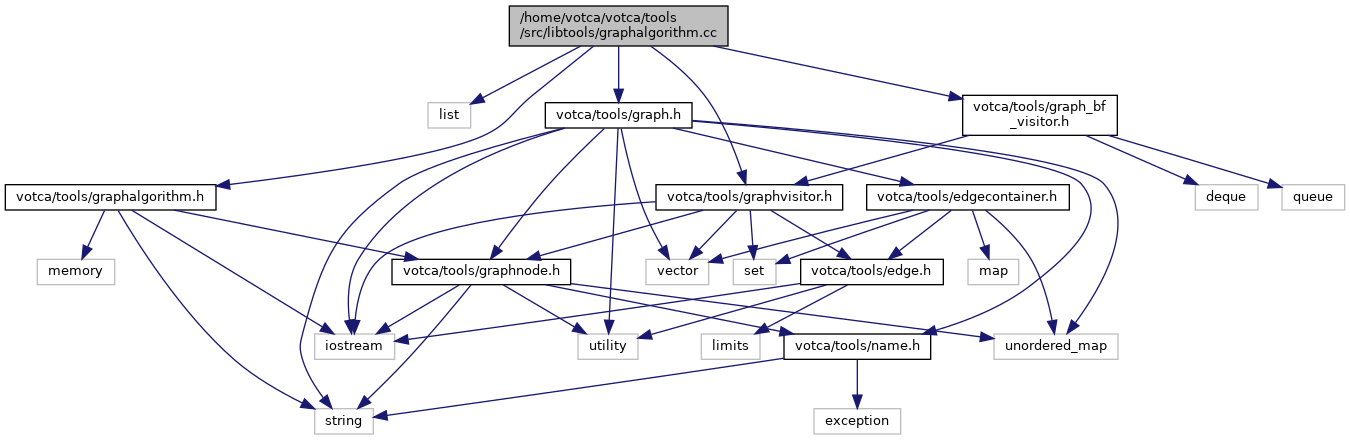 /home/votca/votca/tools
/src/libtools/graphalgorithm.cc
list
votca/tools/graph.h
votca/tools/graph_bf
_visitor.h
votca/tools/graphalgorithm.h
votca/tools/graphvisitor.h
votca/tools/edgecontainer.h
deque
queue
memory
votca/tools/graphnode.h
vector
set
votca/tools/edge.h
map
iostream
utility
limits
votca/tools/name.h
unordered_map
string
exception